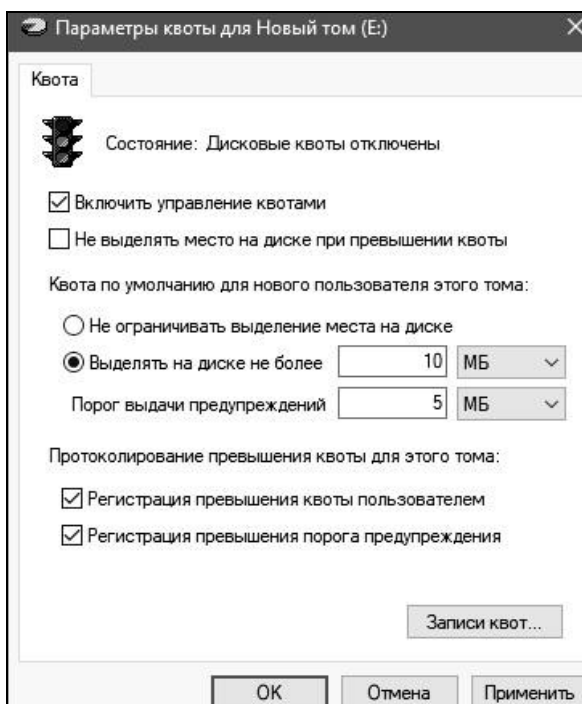 Параметры квоты для Новый том (E:)
Квота
Состояние: Дисковые квоты отключены
Включить управление квотами
Не выделять место на диске при превышении квоты
Квота по умолчанию для нового пользователя этого тома:
Не ограничивать выделение места на диске
Выделять на диске не более 10 МБ
Порог выдачи предупреждений 5 МБ
Протоколирование превышения квоты для этого тома:
Регистрация превышения квоты пользователем
Регистрация превышения порога предупреждения
Записи квот...
OK Отмена Применить